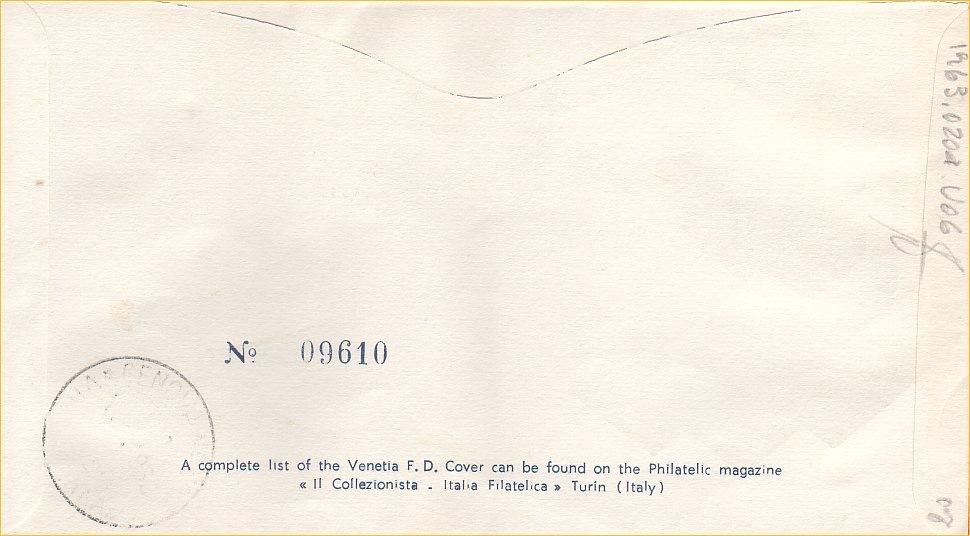 Nº 09610
A complete list of the Venetia F. D. Cover can be found on the Philatelic magazine
« Il Collezionista - Italia Filatelica » Turin (Italy)
1963.020a.U06